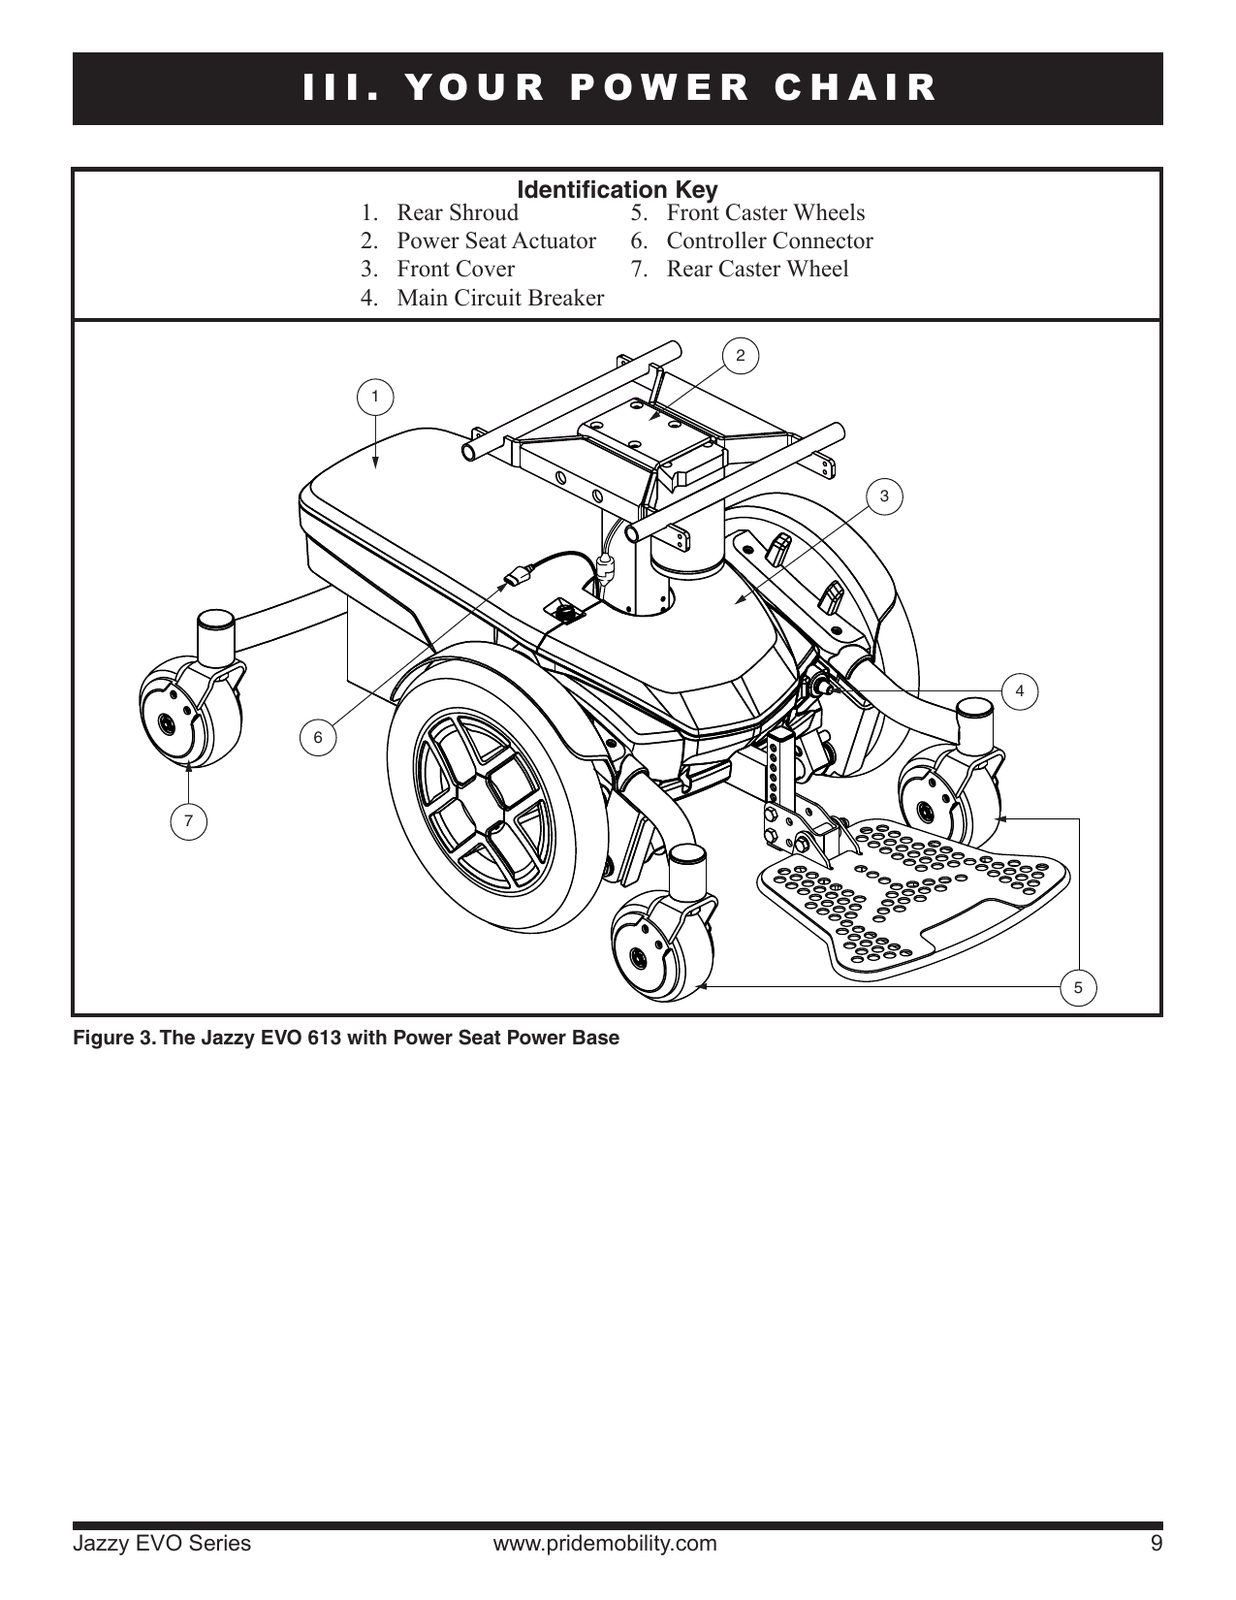 III. YOUR POWER CHAIR
Identification Key
1. Rear Shroud
2. Power Seat Actuator
3. Front Cover
4. Main Circuit Breaker
5. Front Caster Wheels
6. Controller Connector
7. Rear Caster Wheel
2
1
3
4
6
7
5
Figure 3. The Jazzy EVO 613 with Power Seat Power Base
Jazzy EVO Series
www.pridemobility.com
9